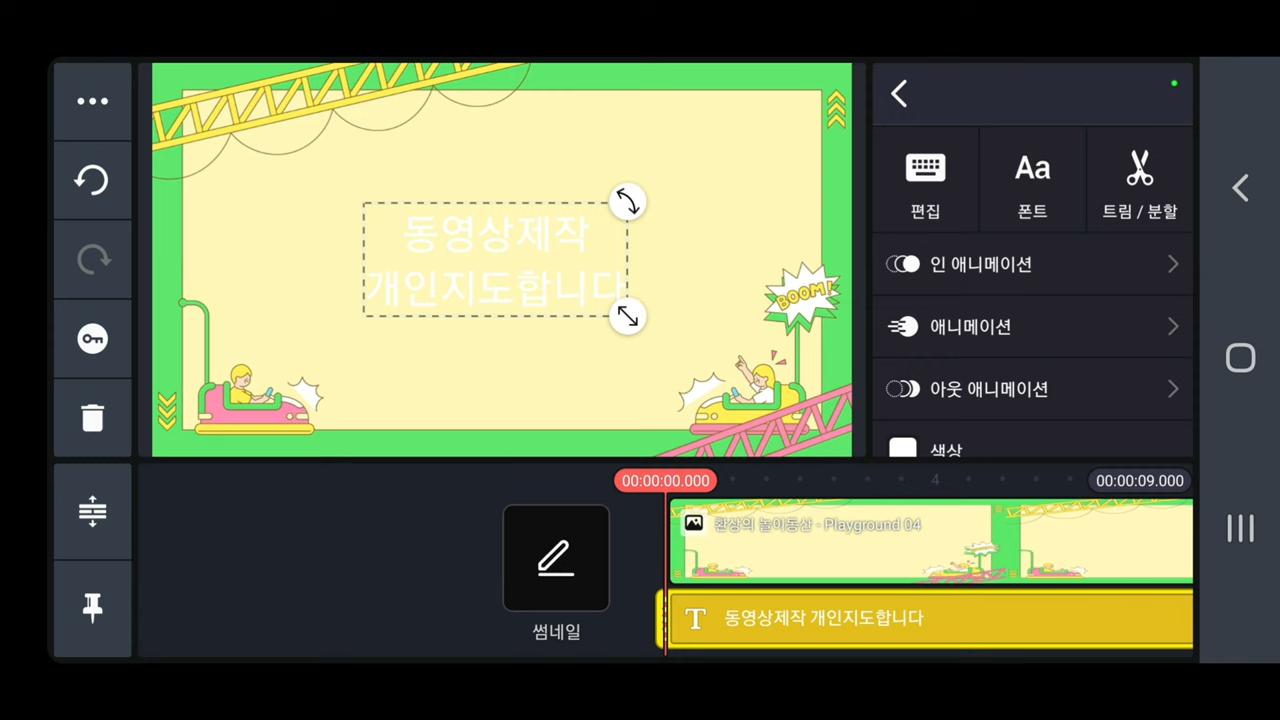 동영상제작
개인지도합니다
BOOM!
편집
폰트
트림 / 분할
인 애니메이션
애니메이션
아웃 애니메이션
색상
00:00:00.000
4
00:00:09.000
환상의 놀이동산 - Playground 04
썸네일
동영상제작 개인지도합니다